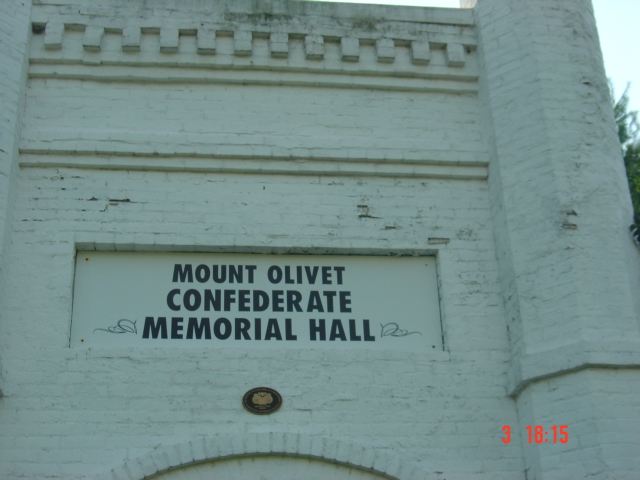 MOUNT OLIVET
CONFEDERATE
MEMORIAL HALL
3 18:15